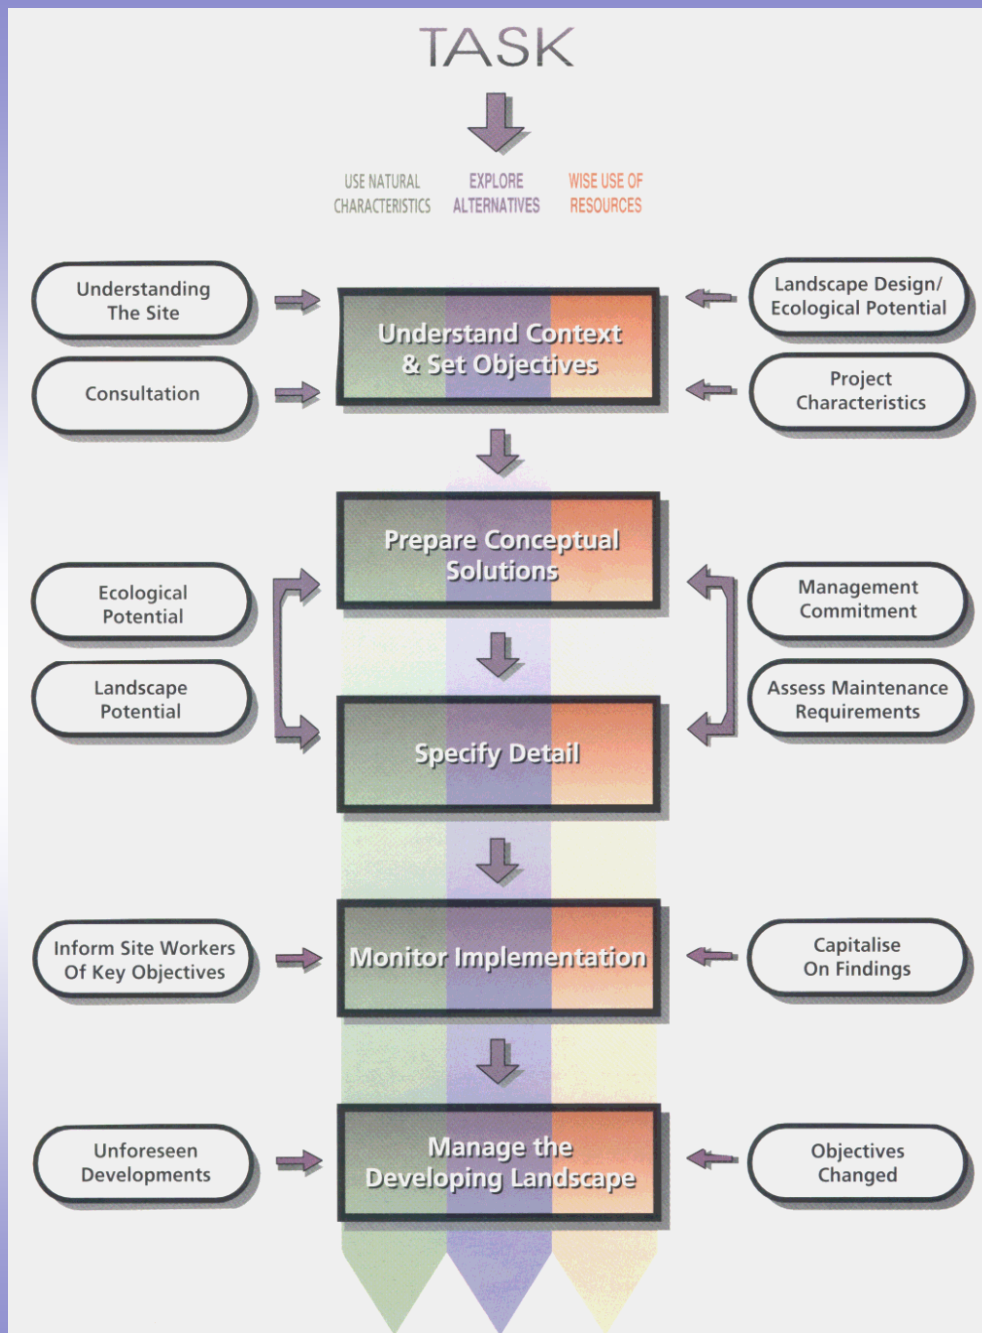 TASK
USE NATURAL
CHARACTERISTICS
EXPLORE
ALTERNATIVES
WISE USE OF
RESOURCES
Understanding
The Site
Landscape Design/
Ecological Potential
Understand Context
& Set Objectives
Consultation
Project
Characteristics
Prepare Conceptual
Solutions
Ecological
Potential
Management
Commitment
Landscape
Potential
Assess Maintenance
Requirements
Specify Detail
Inform Site Workers
Of Key Objectives
Monitor Implementation
Capitalise
On Findings
Unforeseen
Developments
Manage the
Developing Landscape
Objectives
Changed